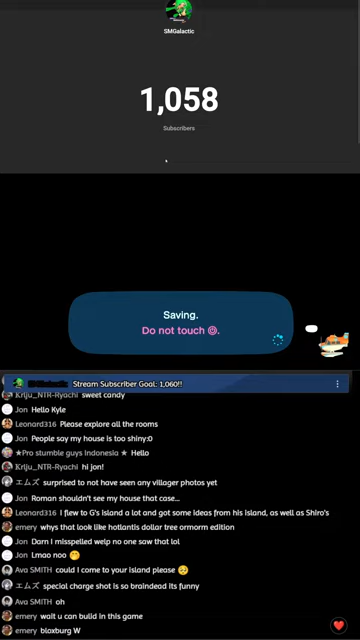 SMGalactic
1,058
Subscribers
Saving.
Do not touch.
SMGalactic Stream Subscriber Goal: 1,060!!
Krlju_NTR-Ryachi sweet candy
Jon Hello Kyle
Leonard316 Please explore all the rooms
Jon People say my house is too shiny:0
★Pro stumble guys Indonesia★ Hello
Krlju_NTR-Ryachi hi jon!
エムズ surprised to not have seen any villager photos yet
Jon Roman shouldn't see my house that case...
Leonard316 I flew to G's island a lot and got some ideas from his island, as well as Shiro's
emery whys that look like hotlantis dollar tree ormorm edition
Jon Darn I misspelled welp no one saw that lol
Jon Lmao noo 🤭
Ava SMITH could I come to your island please 🥺
エムズ special charge shot is so braindead its funny
Ava SMITH oh
emery wait u can bulid in this game
emery bloxburg W